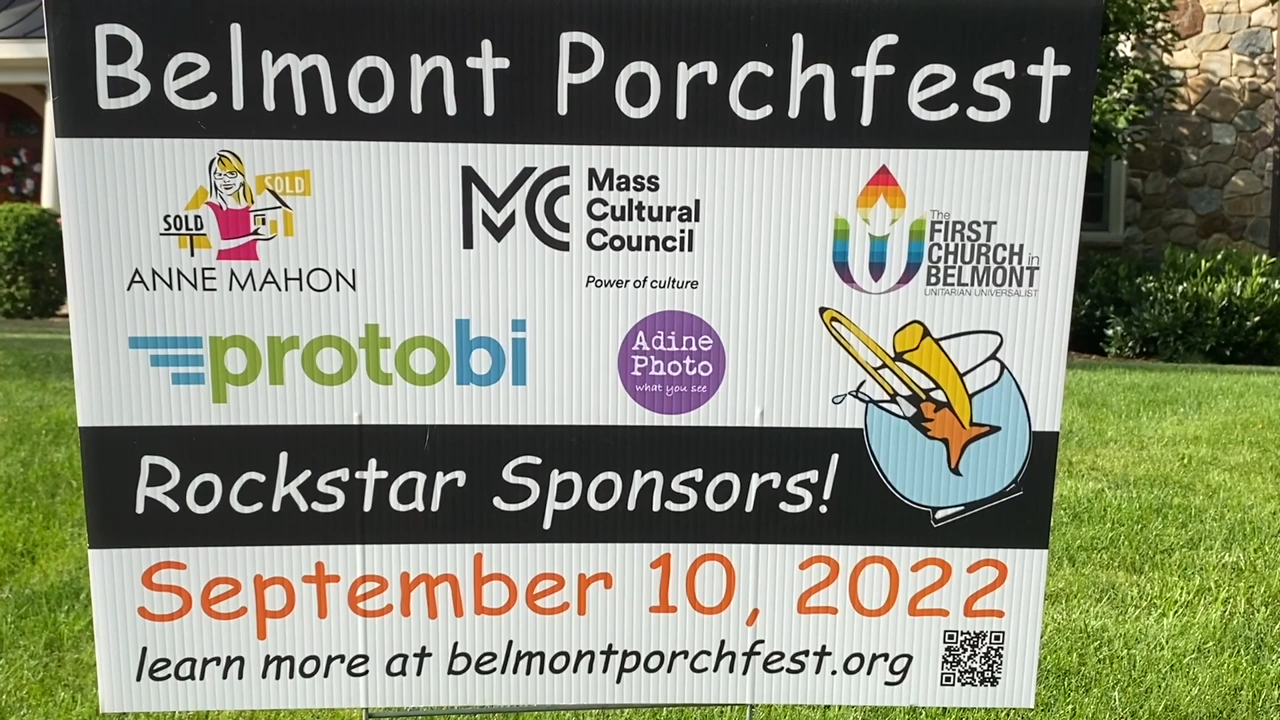 Belmont Porchfest
SOLD
SOLD
ANNE MAHON
MC
Mass
Cultural
Council
Power of culture
The
FIRST
CHURCH in
BELMONT
UNITARIAN UNIVERSALIST
protobi
Adine
Photo
what you see
Rockstar Sponsors!
September 10, 2022
learn more at belmontporchfest.org